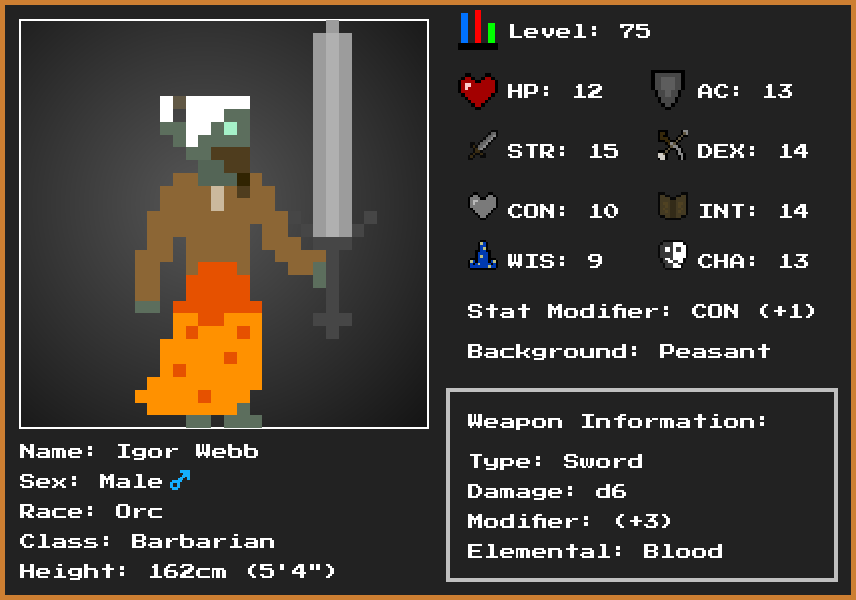 Level: 75
HP: 12 AC: 13
STR: 15 DEX: 14
CON: 10 INT: 14
WIS: 9 CHA: 13
Stat Modifier: CON (+1)
Background: Peasant
Weapon Information:
Type: Sword
Damage: d6
Modifier: (+3)
Elemental: Blood
Name: Igor Webb
Sex: Male ♂
Race: Orc
Class: Barbarian
Height: 162cm (5'4")